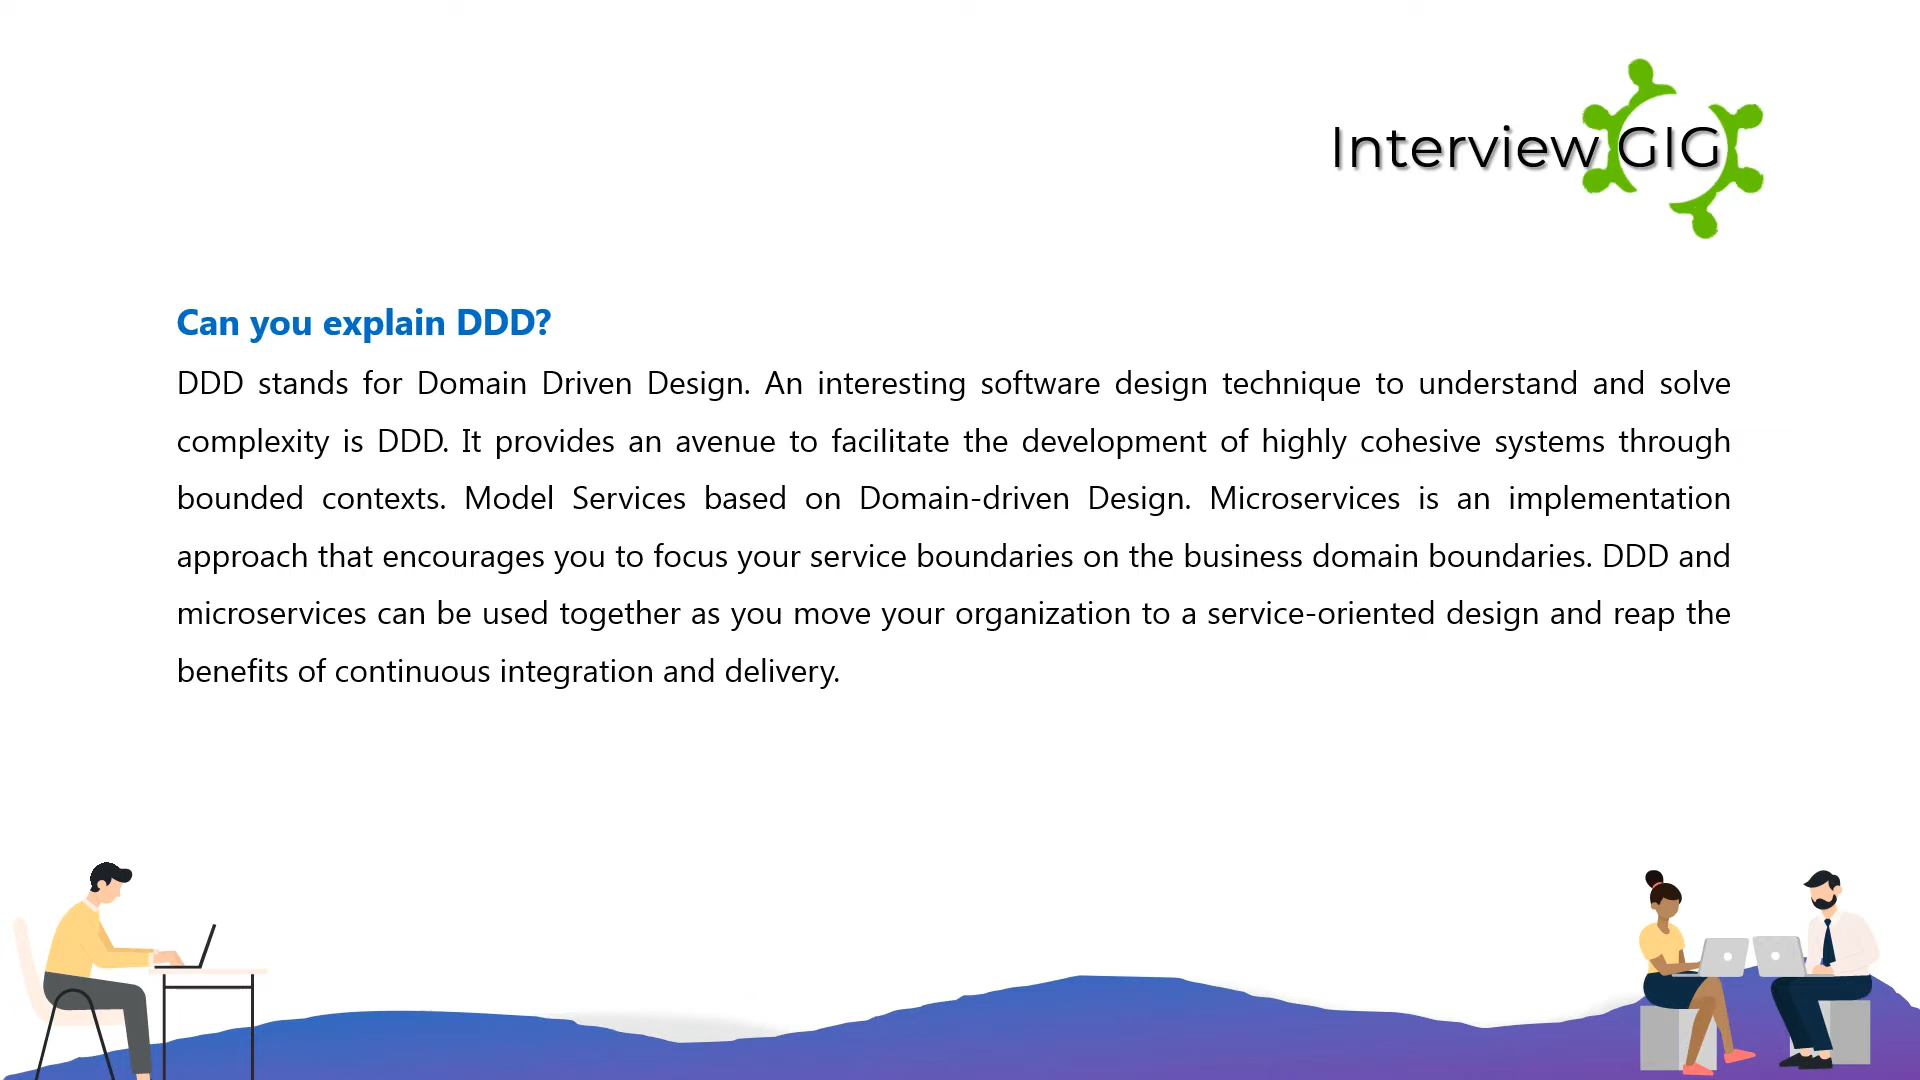 Interview GIG
Can you explain DDD?
DDD stands for Domain Driven Design. An interesting software design technique to understand and solve
complexity is DDD. It provides an avenue to facilitate the development of highly cohesive systems through
bounded contexts. Model Services based on Domain-driven Design. Microservices is an implementation
approach that encourages you to focus your service boundaries on the business domain boundaries. DDD and
microservices can be used together as you move your organization to a service-oriented design and reap the
benefits of continuous integration and delivery.